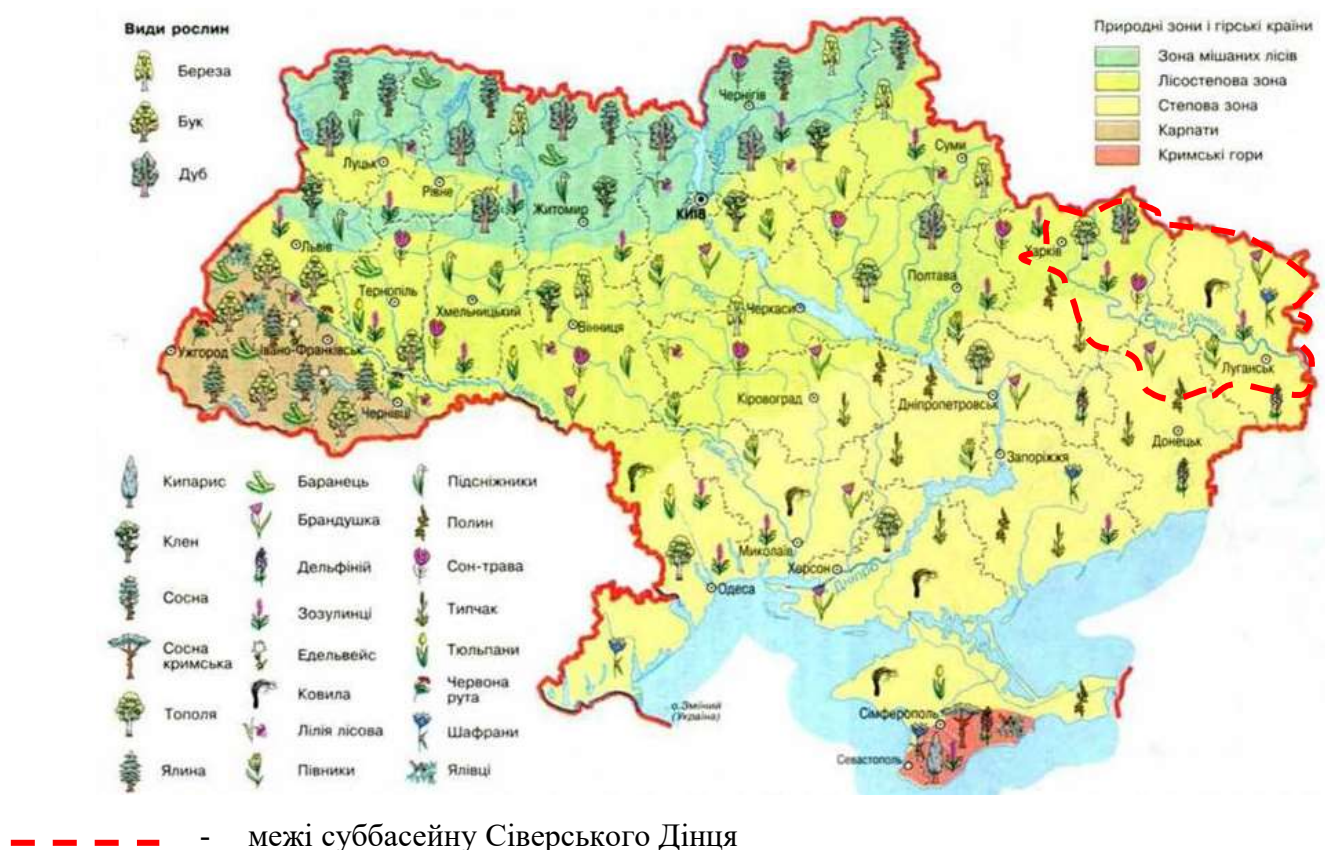 Види рослин
Береза
Бук
Дуб
Природні зони і гірські країни
Зона мішаних лісів
Лісостепова зона
Степова зона
Карпати
Кримські гори
Чернігів
Суми
Луцьк
Рівне
Житомир
КИЇВ
Львів
Харків
Тернопіль
Хмельницький
Полтава
Вінниця
Черкаси
Ужгород
Івано-Франківськ
Луганськ
Чернівці
Кіровоград
Дніпропетровськ
Донецьк
Запоріжжя
Миколаїв
Херсон
Дніпро
Одеса
о.Зміїний
(Україна)
Сімферополь
Севастополь
Кипарис
Клен
Сосна
Сосна
кримська
Тополя
Ялина
Баранець
Брандушка
Дельфіній
Зозулинці
Едельвейс
Ковила
Лілія лісова
Півники
Підсніжники
Полин
Сон-трава
Типчак
Тюльпани
Червона
рута
Шафрани
Ялівці
- межі суббасейну Сіверського Дінця